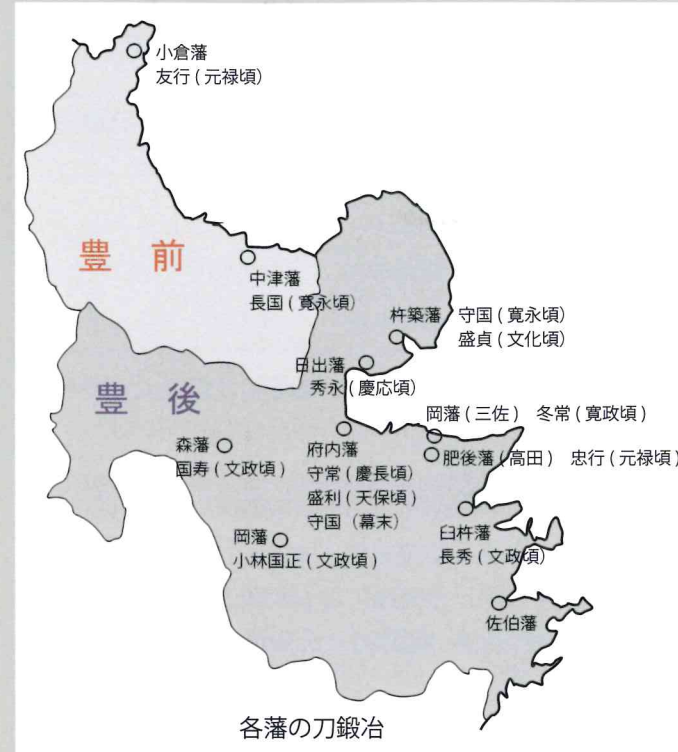 小倉藩
友行 ( 元禄頃)
豊 前
中津藩
長国 ( 寛永頃)
杵築藩 守国 ( 寛永頃)
盛貞 ( 文化頃)
日出藩
秀永 ( 慶応頃)
豊 後
岡藩 (三佐) 冬常 ( 寛政頃)
肥後藩 (高田) 忠行 ( 元禄頃)
森藩
国寿 ( 文政頃)
府内藩
守常 ( 慶長頃)
盛利 ( 天保頃)
守国 (幕末)
岡藩
小林国正 ( 文政頃)
臼杵藩
長秀 ( 文政頃)
佐伯藩
各藩の刀鍛冶